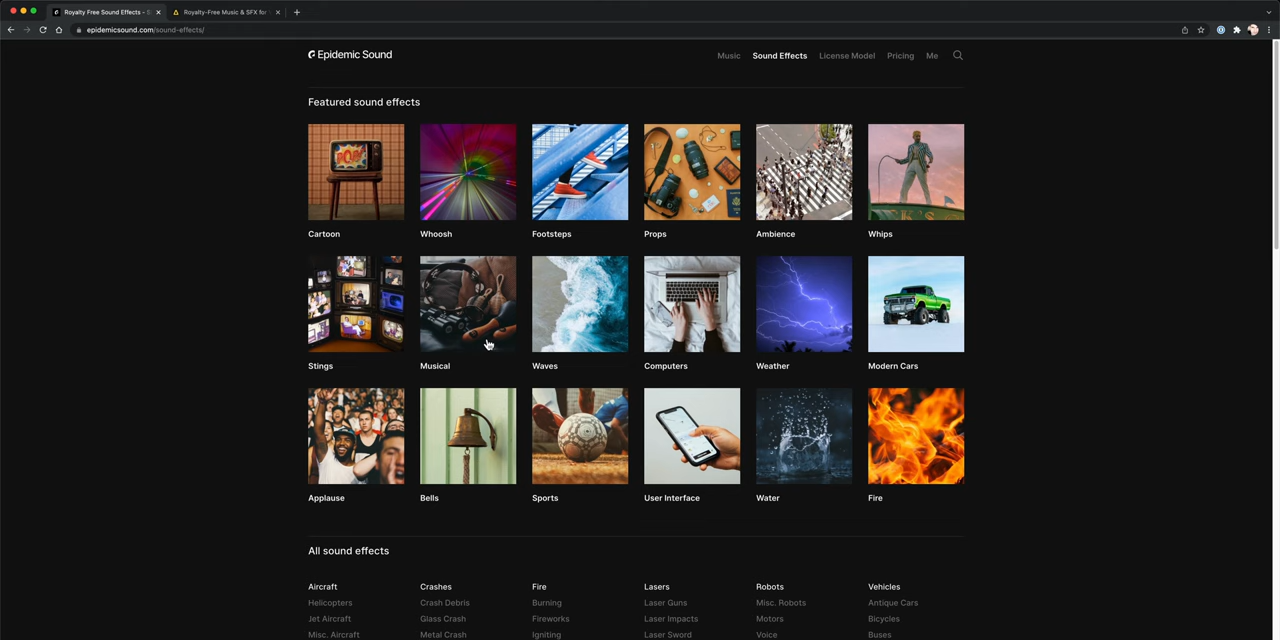 Royalty Free Sound Effects - S
Royalty-Free Music & SFX for
epidemicsound.com/sound-effects/
Epidemic Sound
Music
Sound Effects
License Model
Pricing
Me
Featured sound effects
POP!
Cartoon
Whoosh
Footsteps
Props
Ambience
Whips
Stings
Musical
Waves
Computers
Weather
Modern Cars
Applause
Bells
Sports
User Interface
Water
Fire
All sound effects
Aircraft
Crashes
Fire
Lasers
Robots
Vehicles
Helicopters
Crash Debris
Burning
Laser Guns
Misc. Robots
Antique Cars
Jet Aircraft
Glass Crash
Fireworks
Laser Impacts
Motors
Bicycles
Misc. Aircraft
Metal Crash
Igniting
Laser Sword
Voice
Buses